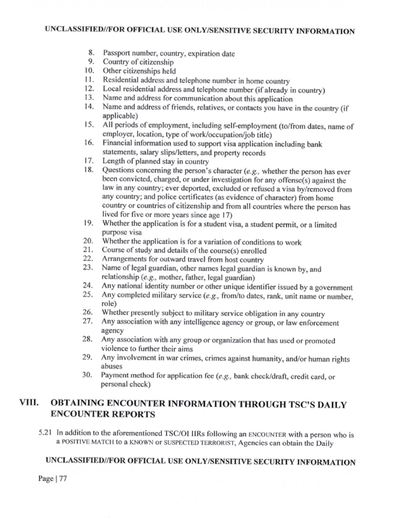 UNCLASSIFIED//FOR OFFICIAL USE ONLY/SENSITIVE SECURITY INFORMATION
8. Passport number, country, expiration date
9. Country of citizenship
10. Other citizenships held
11. Residential address and telephone number in home country
12. Local residential address and telephone number (if already in country)
13. Name and address for communication about this application
14. Name and address of friends, relatives, or contacts you have in the country (if
applicable)
15. All periods of employment, including self-employment (to/from dates, name of
employer, location, type of work/occupation/job title)
16. Financial information used to support visa application including bank
statements, salary slips/letters, and property records
17. Length of planned stay in country
18. Questions concerning the person's character (e.g., whether the person has ever
been convicted, charged, or under investigation for any offense(s) against the
law in any country; ever deported, excluded or refused a visa by/removed from
any country; and police certificates (as evidence of character) from home
country or countries of citizenship and from all countries where the person has
lived for five or more years since age 17)
19. Whether the application is for a student visa, a student permit, or a limited
purpose visa
20. Whether the application is for a variation of conditions to work
21. Course of study and details of the course(s) enrolled
22. Arrangements for outward travel from host country
23. Name of legal guardian, other names legal guardian is known by, and
relationship (e.g., mother, father, legal guardian)
24. Any national identity number or other unique identifier issued by a government
25. Any completed military service (e.g., from/to dates, rank, unit name or number,
role)
26. Whether presently subject to military service obligation in any country
27. Any association with any intelligence agency or group, or law enforcement
agency
28. Any association with any group or organization that has used or promoted
violence to further their aims
29. Any involvement in war crimes, crimes against humanity, and/or human rights
abuses
30. Payment method for application fee (e.g., bank check/draft, credit card, or
personal check)
VIII. OBTAINING ENCOUNTER INFORMATION THROUGH TSC'S DAILY
ENCOUNTER REPORTS
5.21 In addition to the aforementioned TSC/OI IIRs following an ENCOUNTER with a person who is
a POSITIVE MATCH to a KNOWN or SUSPECTED TERRORIST, Agencies can obtain the Daily
UNCLASSIFIED//FOR OFFICIAL USE ONLY/SENSITIVE SECURITY INFORMATION
Page | 77